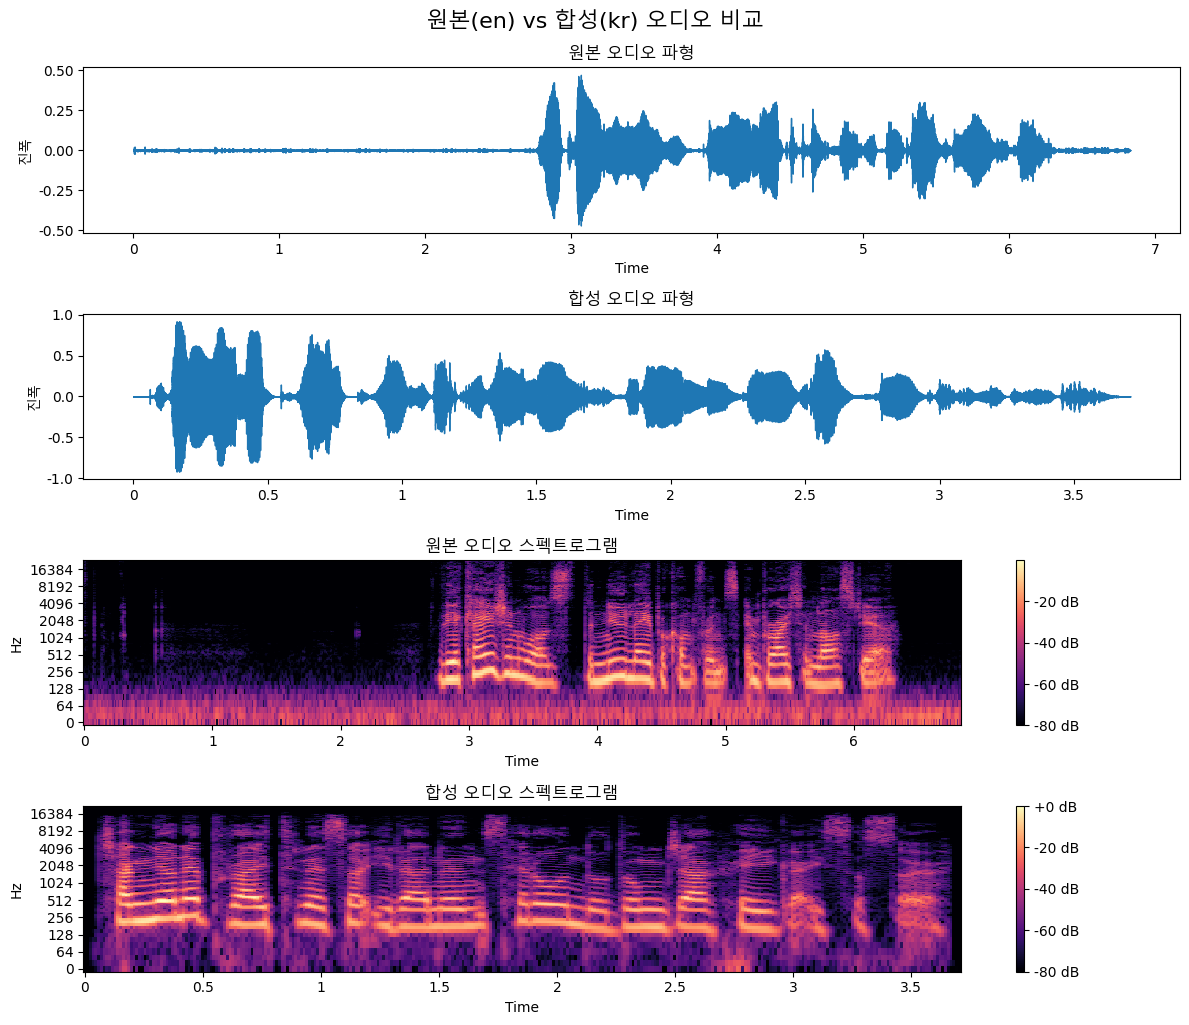 원본(en) vs 합성(kr) 오디오 비교
원본 오디오 파형
0.50
0.25
0.00
-0.25
-0.50
진폭
0 1 2 3 4 5 6 7
Time
합성 오디오 파형
1.0
0.5
0.0
-0.5
-1.0
진폭
0 0.5 1 1.5 2 2.5 3 3.5
Time
원본 오디오 스펙트로그램
16384
8192
4096
2048
1024
512
256
128
64
0
Hz
0 1 2 3 4 5 6
Time
-20 dB
-40 dB
-60 dB
-80 dB
합성 오디오 스펙트로그램
16384
8192
4096
2048
1024
512
256
128
64
0
Hz
0 0.5 1 1.5 2 2.5 3 3.5
Time
+0 dB
-20 dB
-40 dB
-60 dB
-80 dB